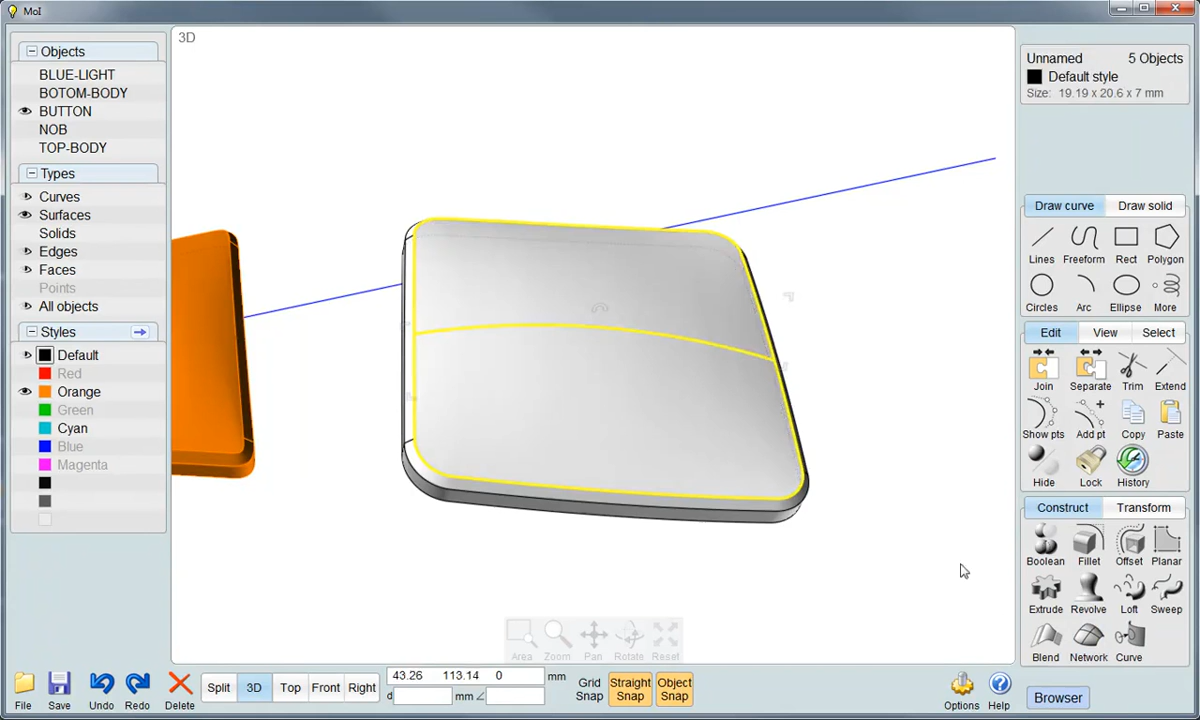 MoI
Objects
BLUE-LIGHT
BOTOM-BODY
BUTTON
NOB
TOP-BODY
Types
Curves
Surfaces
Solids
Edges
Faces
Points
All objects
Styles
Default
Red
Orange
Green
Cyan
Blue
Magenta
3D
Unnamed 5 Objects
Default style
Size: 19.19 x 20.6 x 7 mm
Draw curve Draw solid
Lines Freeform Rect Polygon
Circles Arc Ellipse More
Edit View Select
Join Separate Trim Extend
Show pts Add pt Copy Paste
Hide Lock History
Construct Transform
Boolean Fillet Offset Planar
Extrude Revolve Loft Sweep
Blend Network Curve
Area Zoom Pan Rotate Reset
File Save Undo Redo Delete
Split 3D Top Front Right
43.26 113.14 0 mm
d mm ∠
Grid Snap
Straight Snap
Object Snap
Options Help
Browser